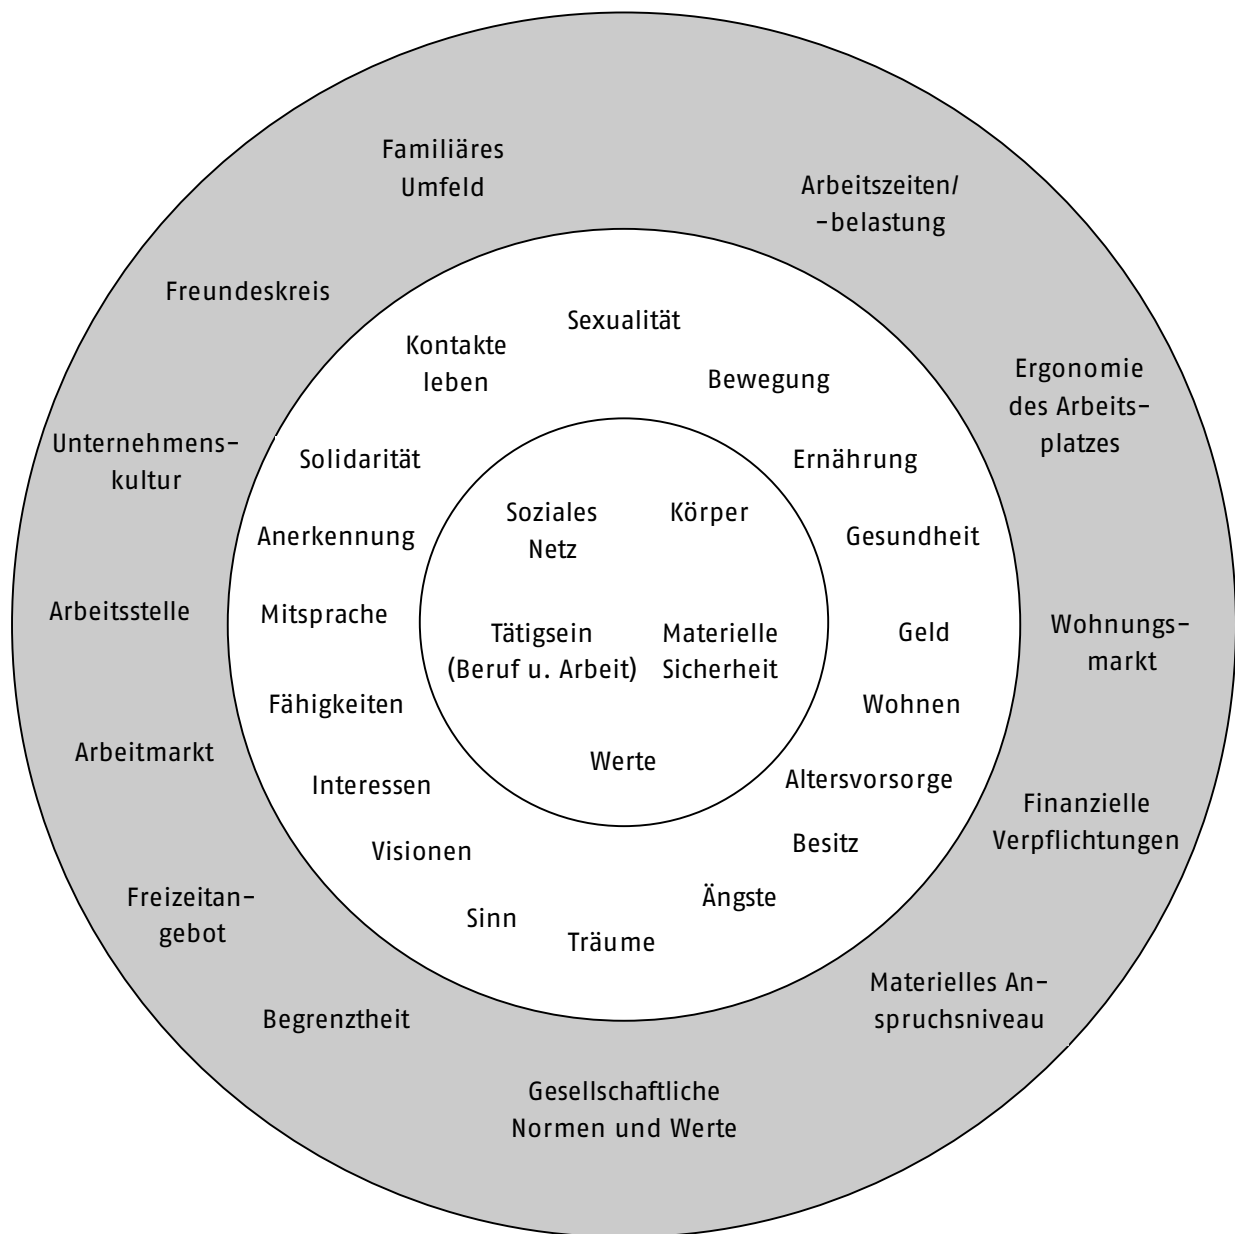 Familiäres
Umfeld
Arbeitszeiten/
-belastung
Freundeskreis
Sexualität
Kontakte
leben
Bewegung
Ergonomie
des Arbeits-
platzes
Unternehmens-
kultur
Solidarität
Ernährung
Soziales
Netz
Körper
Anerkennung
Gesundheit
Arbeitsstelle
Mitsprache
Tätigsein
(Beruf u. Arbeit)
Materielle
Sicherheit
Geld
Wohnungs-
markt
Fähigkeiten
Wohnen
Arbeitmarkt
Werte
Interessen
Altersvorsorge
Finanzielle
Verpflichtungen
Visionen
Besitz
Freizeitan-
gebot
Ängste
Sinn
Träume
Materielles An-
spruchsniveau
Begrenztheit
Gesellschaftliche
Normen und Werte